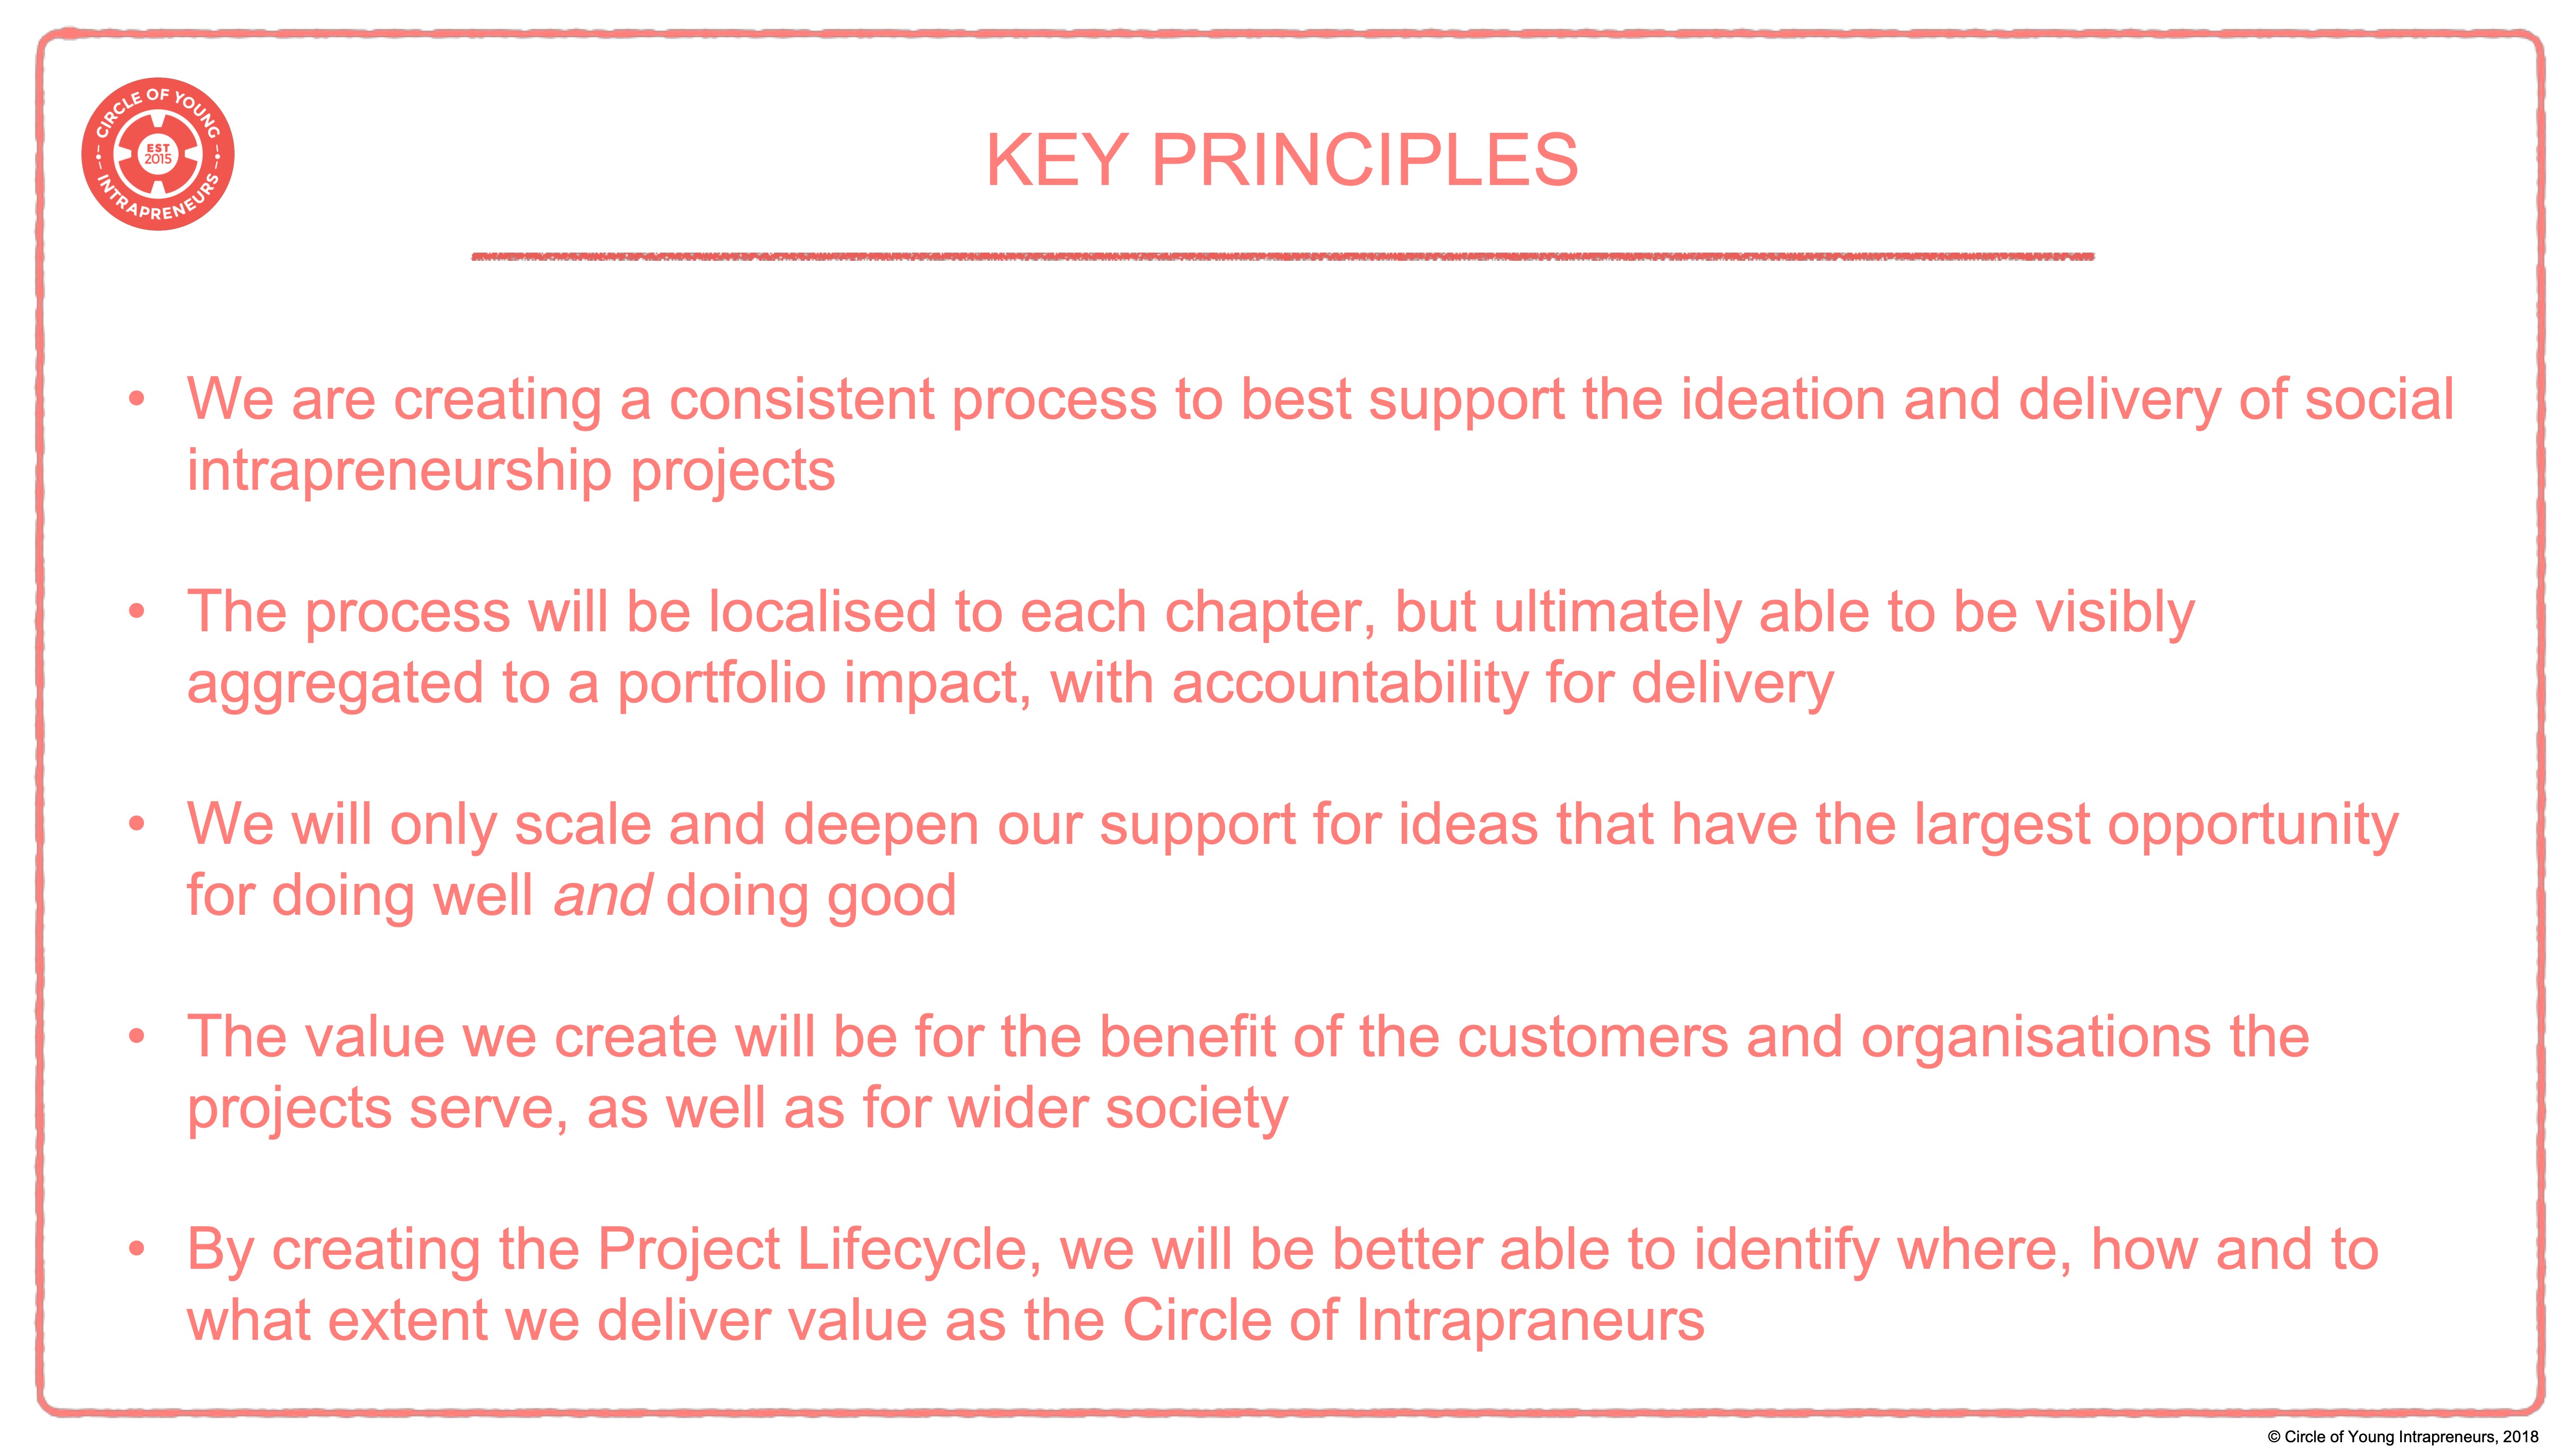 CIRCLE OF YOUNG
EST
2015
INTRAPRENEURS
KEY PRINCIPLES
• We are creating a consistent process to best support the ideation and delivery of social
intrapreneurship projects
• The process will be localised to each chapter, but ultimately able to be visibly
aggregated to a portfolio impact, with accountability for delivery
• We will only scale and deepen our support for ideas that have the largest opportunity
for doing well and doing good
• The value we create will be for the benefit of the customers and organisations the
projects serve, as well as for wider society
• By creating the Project Lifecycle, we will be better able to identify where, how and to
what extent we deliver value as the Circle of Intrapraneurs
© Circle of Young Intrapreneurs, 2018